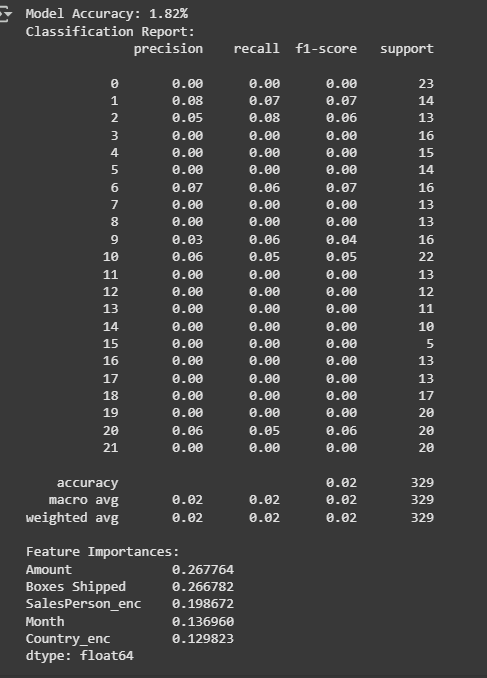 Model Accuracy: 1.82%
Classification Report:
precision recall f1-score support
0 0.00 0.00 0.00 23
1 0.08 0.07 0.07 14
2 0.05 0.08 0.06 13
3 0.00 0.00 0.00 16
4 0.00 0.00 0.00 15
5 0.00 0.00 0.00 14
6 0.07 0.06 0.07 16
7 0.00 0.00 0.00 13
8 0.00 0.00 0.00 13
9 0.03 0.06 0.04 16
10 0.06 0.05 0.05 22
11 0.00 0.00 0.00 13
12 0.00 0.00 0.00 12
13 0.00 0.00 0.00 11
14 0.00 0.00 0.00 10
15 0.00 0.00 0.00 5
16 0.00 0.00 0.00 13
17 0.00 0.00 0.00 13
18 0.00 0.00 0.00 17
19 0.00 0.00 0.00 20
20 0.06 0.05 0.06 20
21 0.00 0.00 0.00 20
accuracy 0.02 329
macro avg 0.02 0.02 0.02 329
weighted avg 0.02 0.02 0.02 329
Feature Importances:
Amount 0.267764
Boxes Shipped 0.266782
SalesPerson_enc 0.198672
Month 0.136960
Country_enc 0.129823
dtype: float64